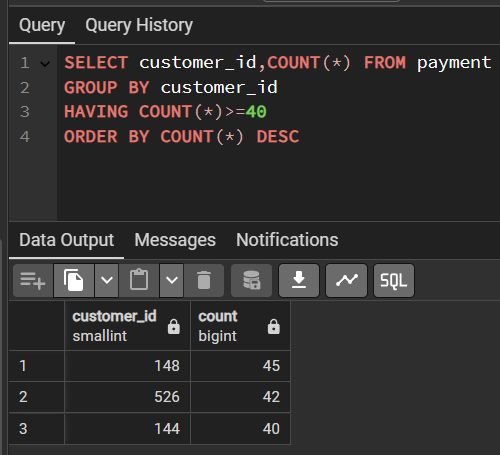 Query Query History
1 SELECT customer_id,COUNT(*) FROM payment
2 GROUP BY customer_id
3 HAVING COUNT(*)>=40
4 ORDER BY COUNT(*) DESC
Data Output Messages Notifications
SQL
customer_id count
smallint bigint
1 148 45
2 526 42
3 144 40